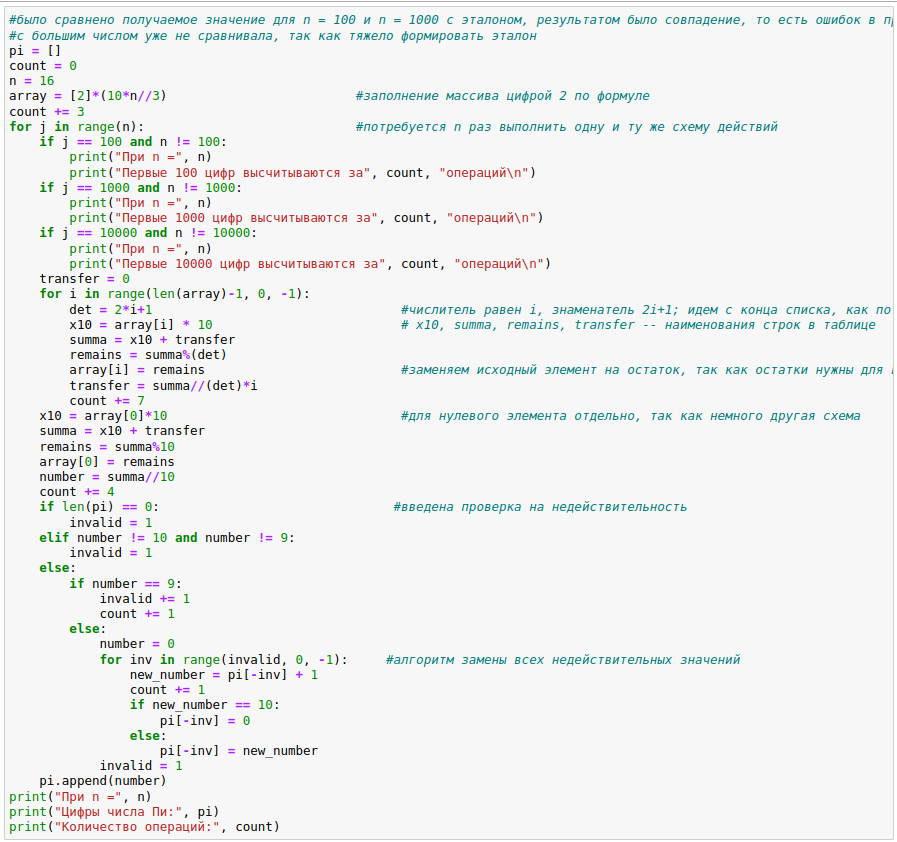 #было сравнено получаемое значение для n = 100 и n = 1000 с эталоном, результатом было совпадение, то есть ошибок в
#с большим числом уже не сравнивала, так как тяжело формировать эталон
pi = []
count = 0
n = 16
array = [2]*(10*n//3) #заполнение массива цифрой 2 по формуле
count += 3
for j in range(n): #потребуется n раз выполнить одну и ту же схему действий
    if j == 100 and n != 100:
        print("При n =", n)
        print("Первые 100 цифр высчитываются за", count, "операций\n")
    if j == 1000 and n != 1000:
        print("При n =", n)
        print("Первые 1000 цифр высчитываются за", count, "операций\n")
    if j == 10000 and n != 10000:
        print("При n =", n)
        print("Первые 10000 цифр высчитываются за", count, "операций\n")
    transfer = 0
    for i in range(len(array)-1, 0, -1):
        det = 2*i+1 #числитель равен i, знаменатель 2i+1; идем с конца списка, как по
        x10 = array[i] * 10 # x10, summa, remains, transfer -- наименования строк в таблице
        summa = x10 + transfer
        remains = summa%(det)
        array[i] = remains #заменяем исходный элемент на остаток, так как остатки нужны для
        transfer = summa//(det)*i
        count += 7
    x10 = array[0]*10 #для нулевого элемента отдельно, так как немного другая схема
    summa = x10 + transfer
    remains = summa%10
    array[0] = remains
    number = summa//10
    count += 4
    if len(pi) == 0: #введена проверка на недействительность
        invalid = 1
    elif number != 10 and number != 9:
        invalid = 1
    else:
        if number == 9:
            invalid += 1
            count += 1
        else:
            number = 0
            for inv in range(invalid, 0, -1): #алгоритм замены всех недействительных значений
                new_number = pi[-inv] + 1
                count += 1
                if new_number == 10:
                    pi[-inv] = 0
                else:
                    pi[-inv] = new_number
            invalid = 1
    pi.append(number)
print("При n =", n)
print("Цифры числа Пи:", pi)
print("Количество операций:", count)